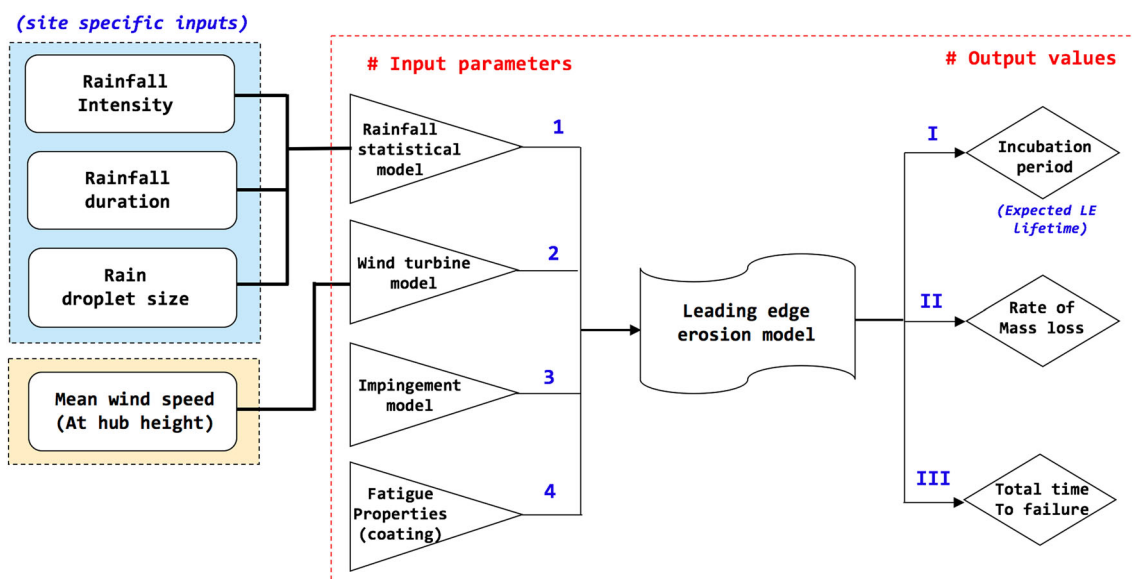 (site specific inputs)
Rainfall
Intensity
Rainfall
duration
Rain
droplet size
Mean wind speed
(At hub height)
# Input parameters
Rainfall
statistical
model
1
Wind turbine
model
2
Impingement
model
3
Fatigue
Properties
(coating)
4
Leading edge
erosion model
# Output values
I
Incubation
period
(Expected LE
Lifetime)
II
Rate of
Mass loss
III
Total time
To failure